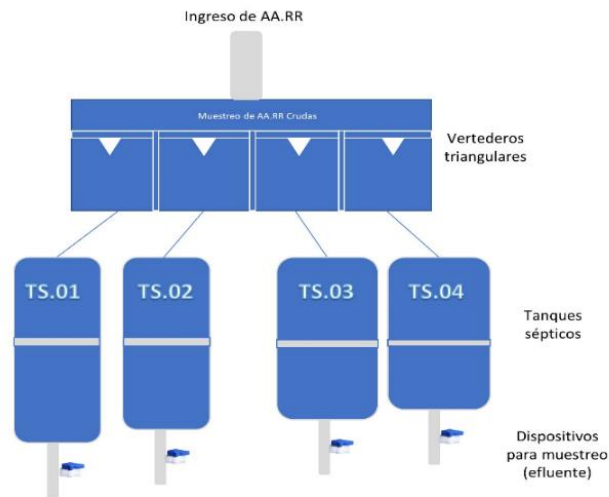 Ingreso de AA.RR
Muestreo de AA.RR Crudas
Vertederos
triangulares
TS.01
TS.02
TS.03
TS.04
Tanques
sépticos
Dispositivos
para muestreo
(efluente)